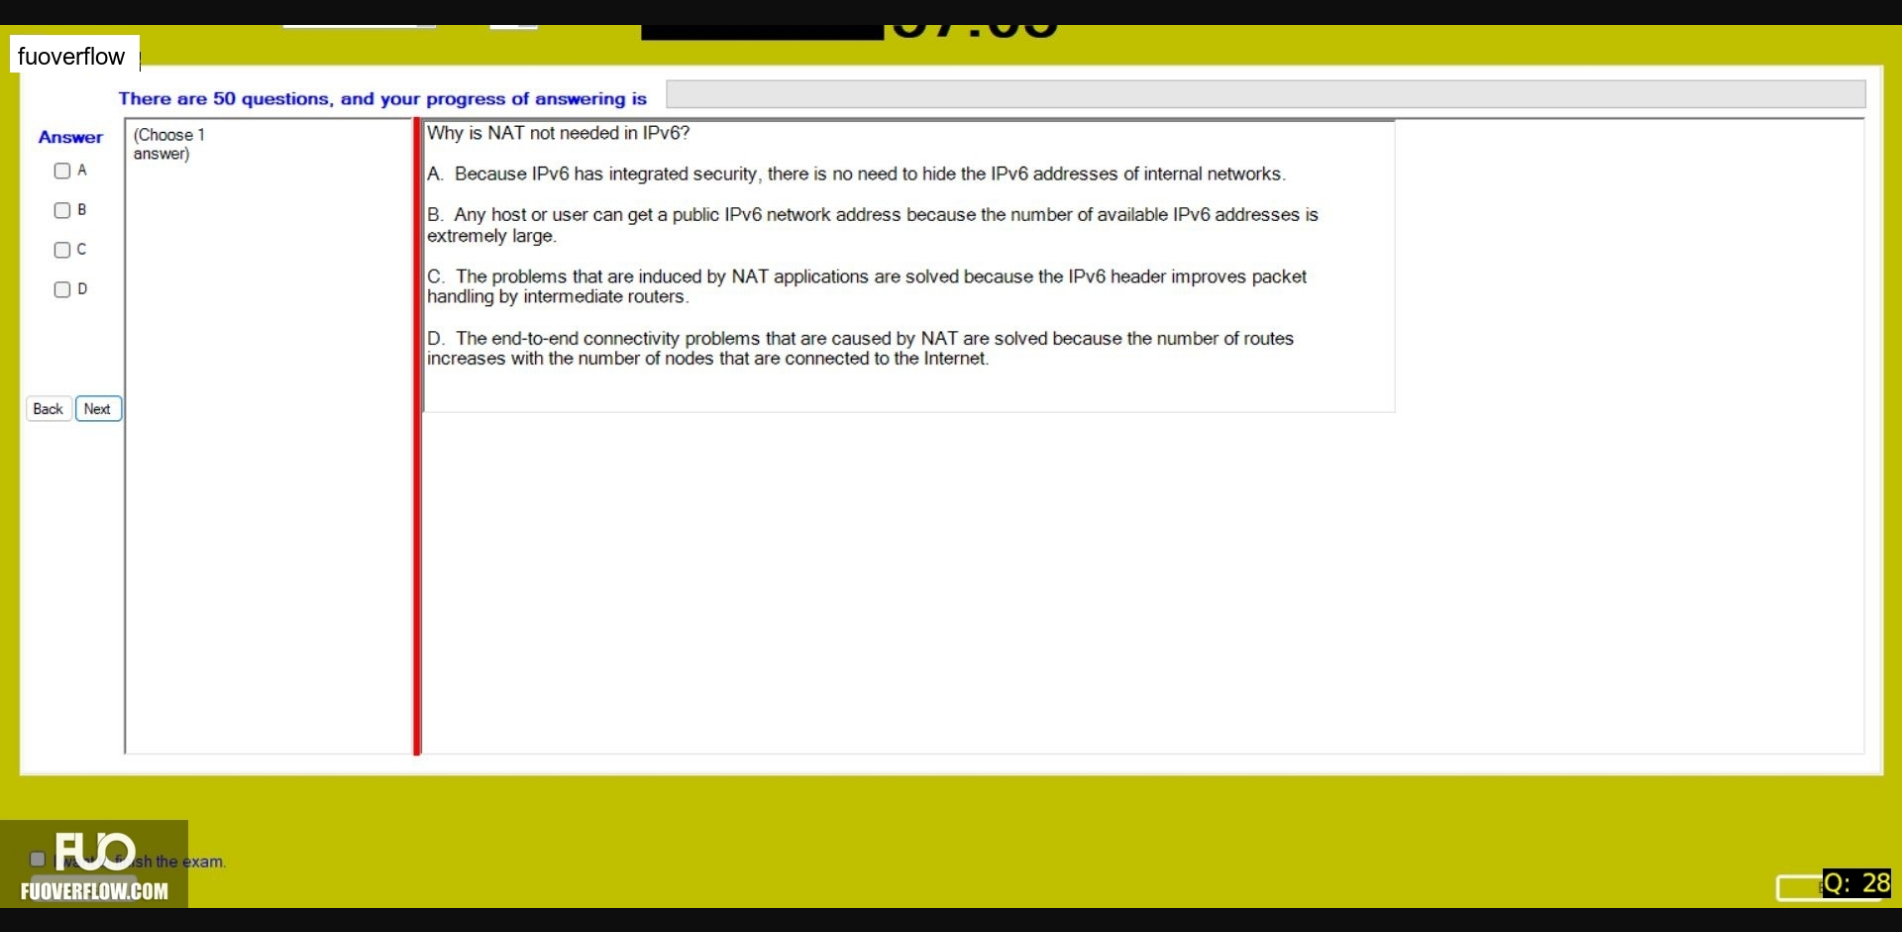 fuoverflow
There are 50 questions, and your progress of answering is
Answer
(Choose 1
answer)
A
B
C
D
Back Next
Why is NAT not needed in IPv6?
A. Because IPv6 has integrated security, there is no need to hide the IPv6 addresses of internal networks.
B. Any host or user can get a public IPv6 network address because the number of available IPv6 addresses is
extremely large.
C. The problems that are induced by NAT applications are solved because the IPv6 header improves packet
handling by intermediate routers.
D. The end-to-end connectivity problems that are caused by NAT are solved because the number of routes
increases with the number of nodes that are connected to the Internet.
FUO
the exam.
FUOVERFLOW.COM
Q: 28